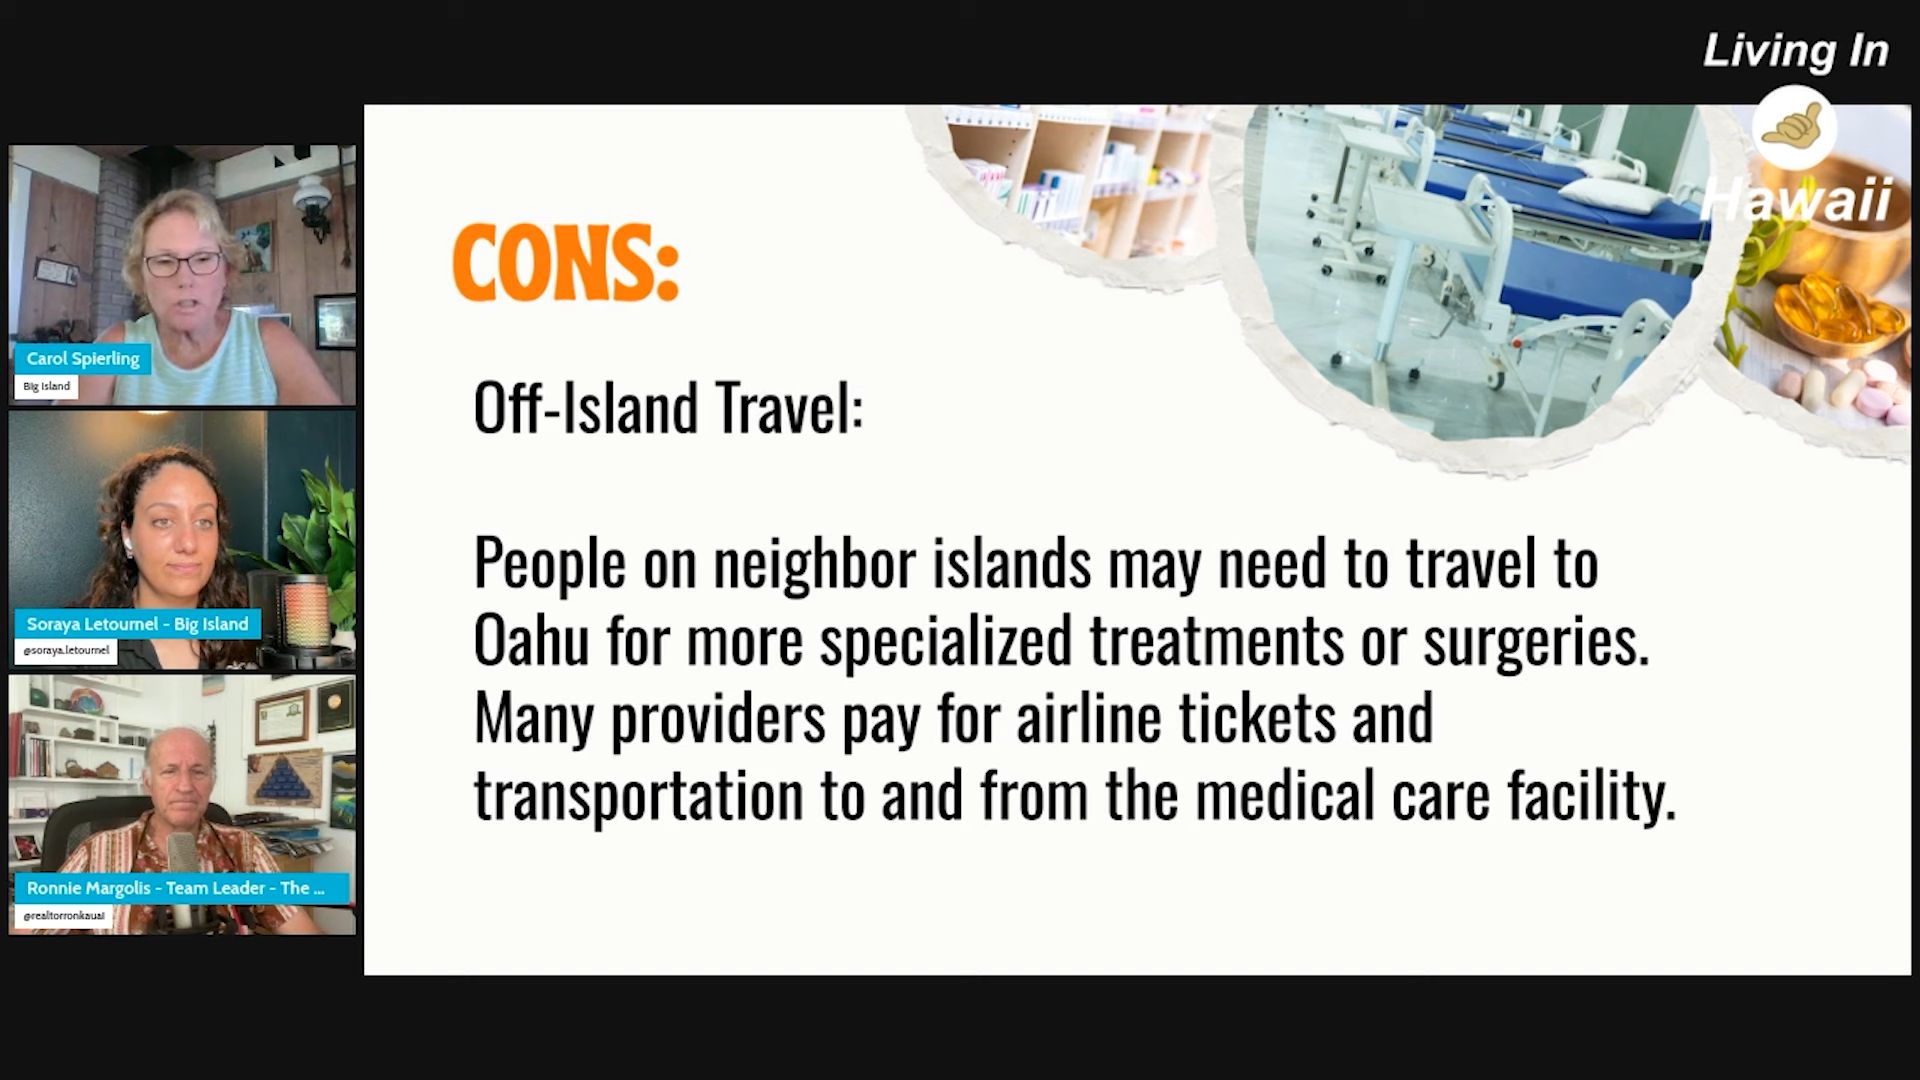 Living In
Hawaii
CONS:
Off-Island Travel:
People on neighbor islands may need to travel to
Oahu for more specialized treatments or surgeries.
Many providers pay for airline tickets and
transportation to and from the medical care facility.
Carol Spierling
Big Island
Soraya Letournel - Big Island
@soraya.letournel
Ronnie Margolis - Team Leader - The ...
@realtorronkauai